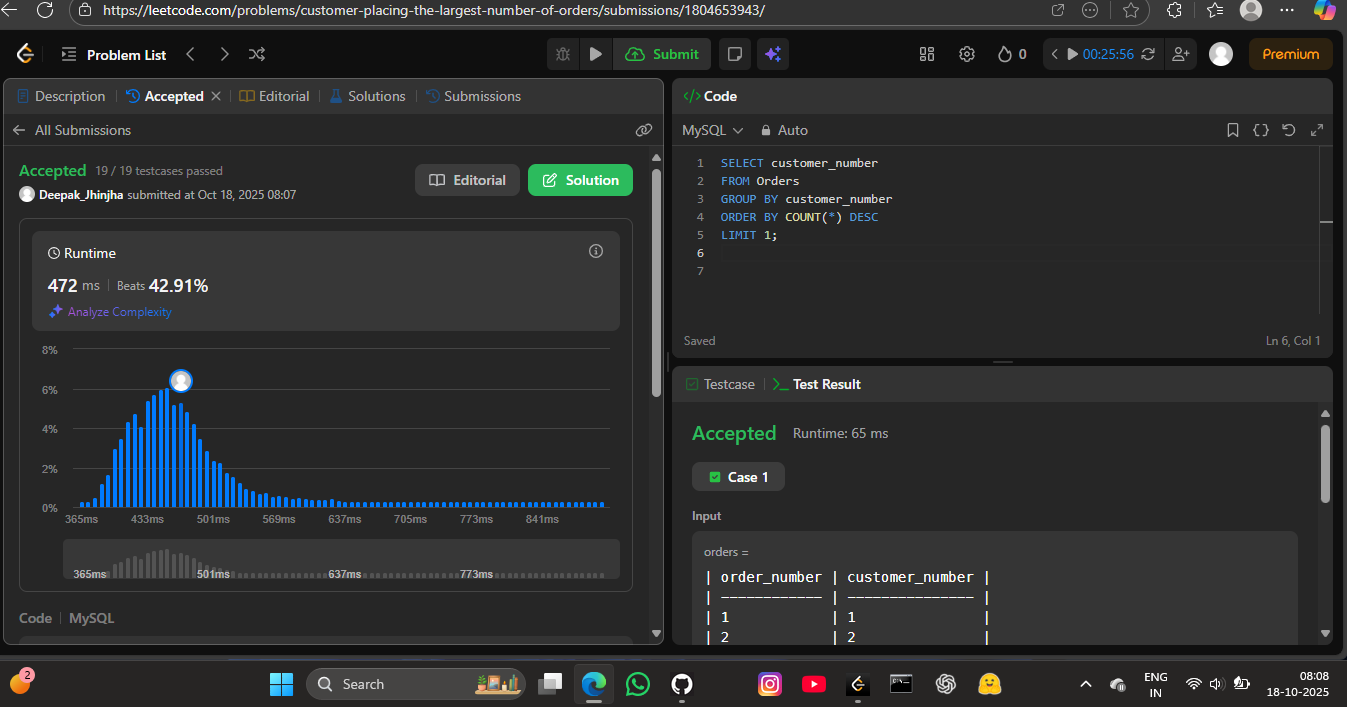 https://leetcode.com/problems/customer-placing-the-largest-number-of-orders/submissions/1804653943/
Problem List
Submit
0
00:25:56
Premium
Description | Accepted | Editorial | Solutions | Submissions
All Submissions
Accepted 19 / 19 testcases passed
Deepak_Jhinjha submitted at Oct 18, 2025 08:07
Editorial
Solution
Runtime
472 ms | Beats 42.91%
Analyze Complexity
8%
6%
4%
2%
0%
365ms 433ms 501ms 569ms 637ms 705ms 773ms 841ms
365ms 501ms 637ms 773ms
Code | MySQL
</> Code
MySQL Auto
1 SELECT customer_number
2 FROM Orders
3 GROUP BY customer_number
4 ORDER BY COUNT(*) DESC
5 LIMIT 1;
6
7
Saved Ln 6, Col 1
Testcase | Test Result
Accepted Runtime: 65 ms
Case 1
Input
orders =
| order_number | customer_number |
| ------------ | --------------- |
| 1 | 1 |
| 2 | 2 |
2
Search
ENG
IN
08:08
18-10-2025